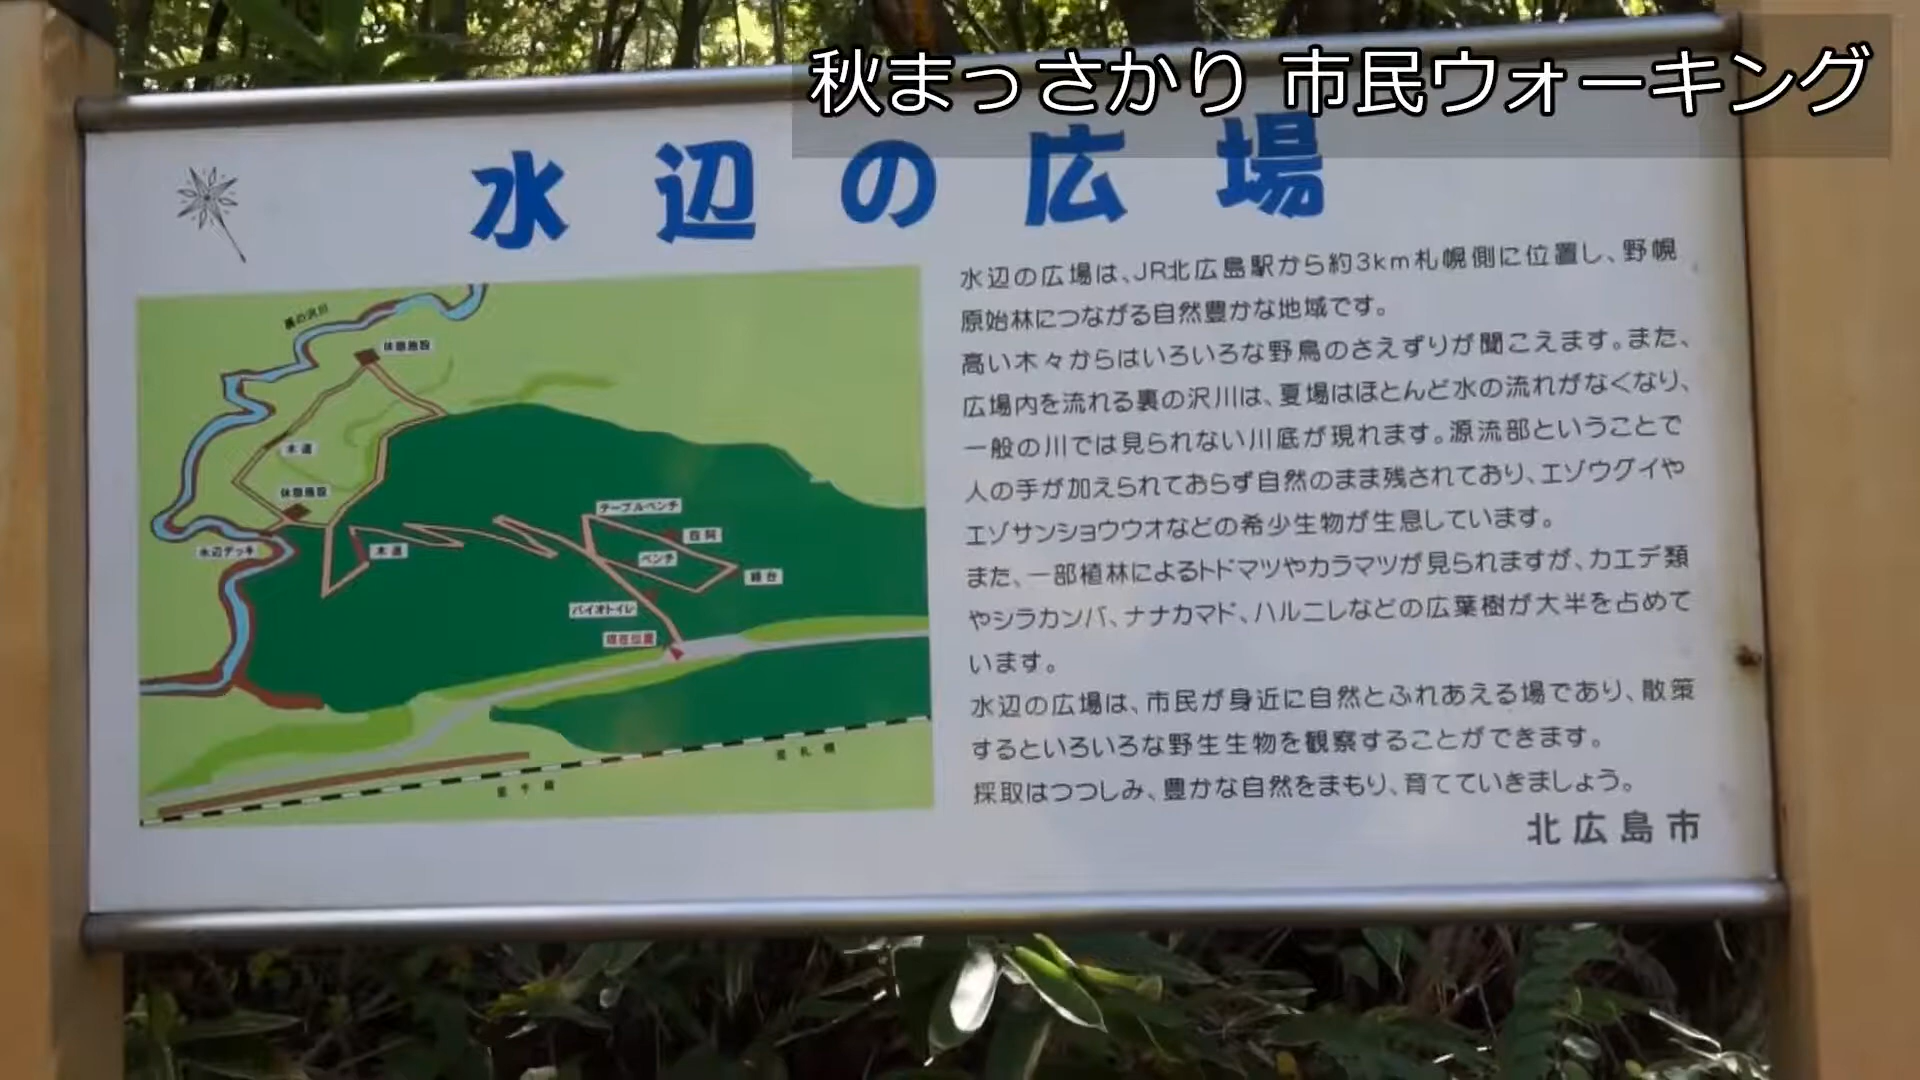 秋まっさかり 市民ウォーキング
水辺の広場
水辺の広場は、JR北広島駅から約3km札幌側に位置し、野幌
原始林につながる自然豊かな地域です。
高い木々からはいろいろな野鳥のさえずりが聞こえます。また、
広場内を流れる裏の沢川は、夏場はほとんど水の流れがなくなり、
一般の川では見られない川底が現れます。源流部ということで
人の手が加えられておらず自然のまま残されており、エゾウグイや
エゾサンショウウオなどの希少生物が生息しています。
また、一部植林によるトドマツやカラマツが見られますが、カエデ類
やシラカンバ、ナナカマド、ハルニレなどの広葉樹が大半を占めて
います。
水辺の広場は、市民が身近に自然とふれあえる場であり、散策
するといろいろな野生生物を観察することができます。
採取はつつしみ、豊かな自然をまもり、育てていきましょう。
北広島市
裏の沢川
休憩施設
木道
休憩施設
水辺デッキ
木道
テーブルベンチ
四阿
ベンチ
縁台
バイオトイレ
現在位置
至札幌
至千歳